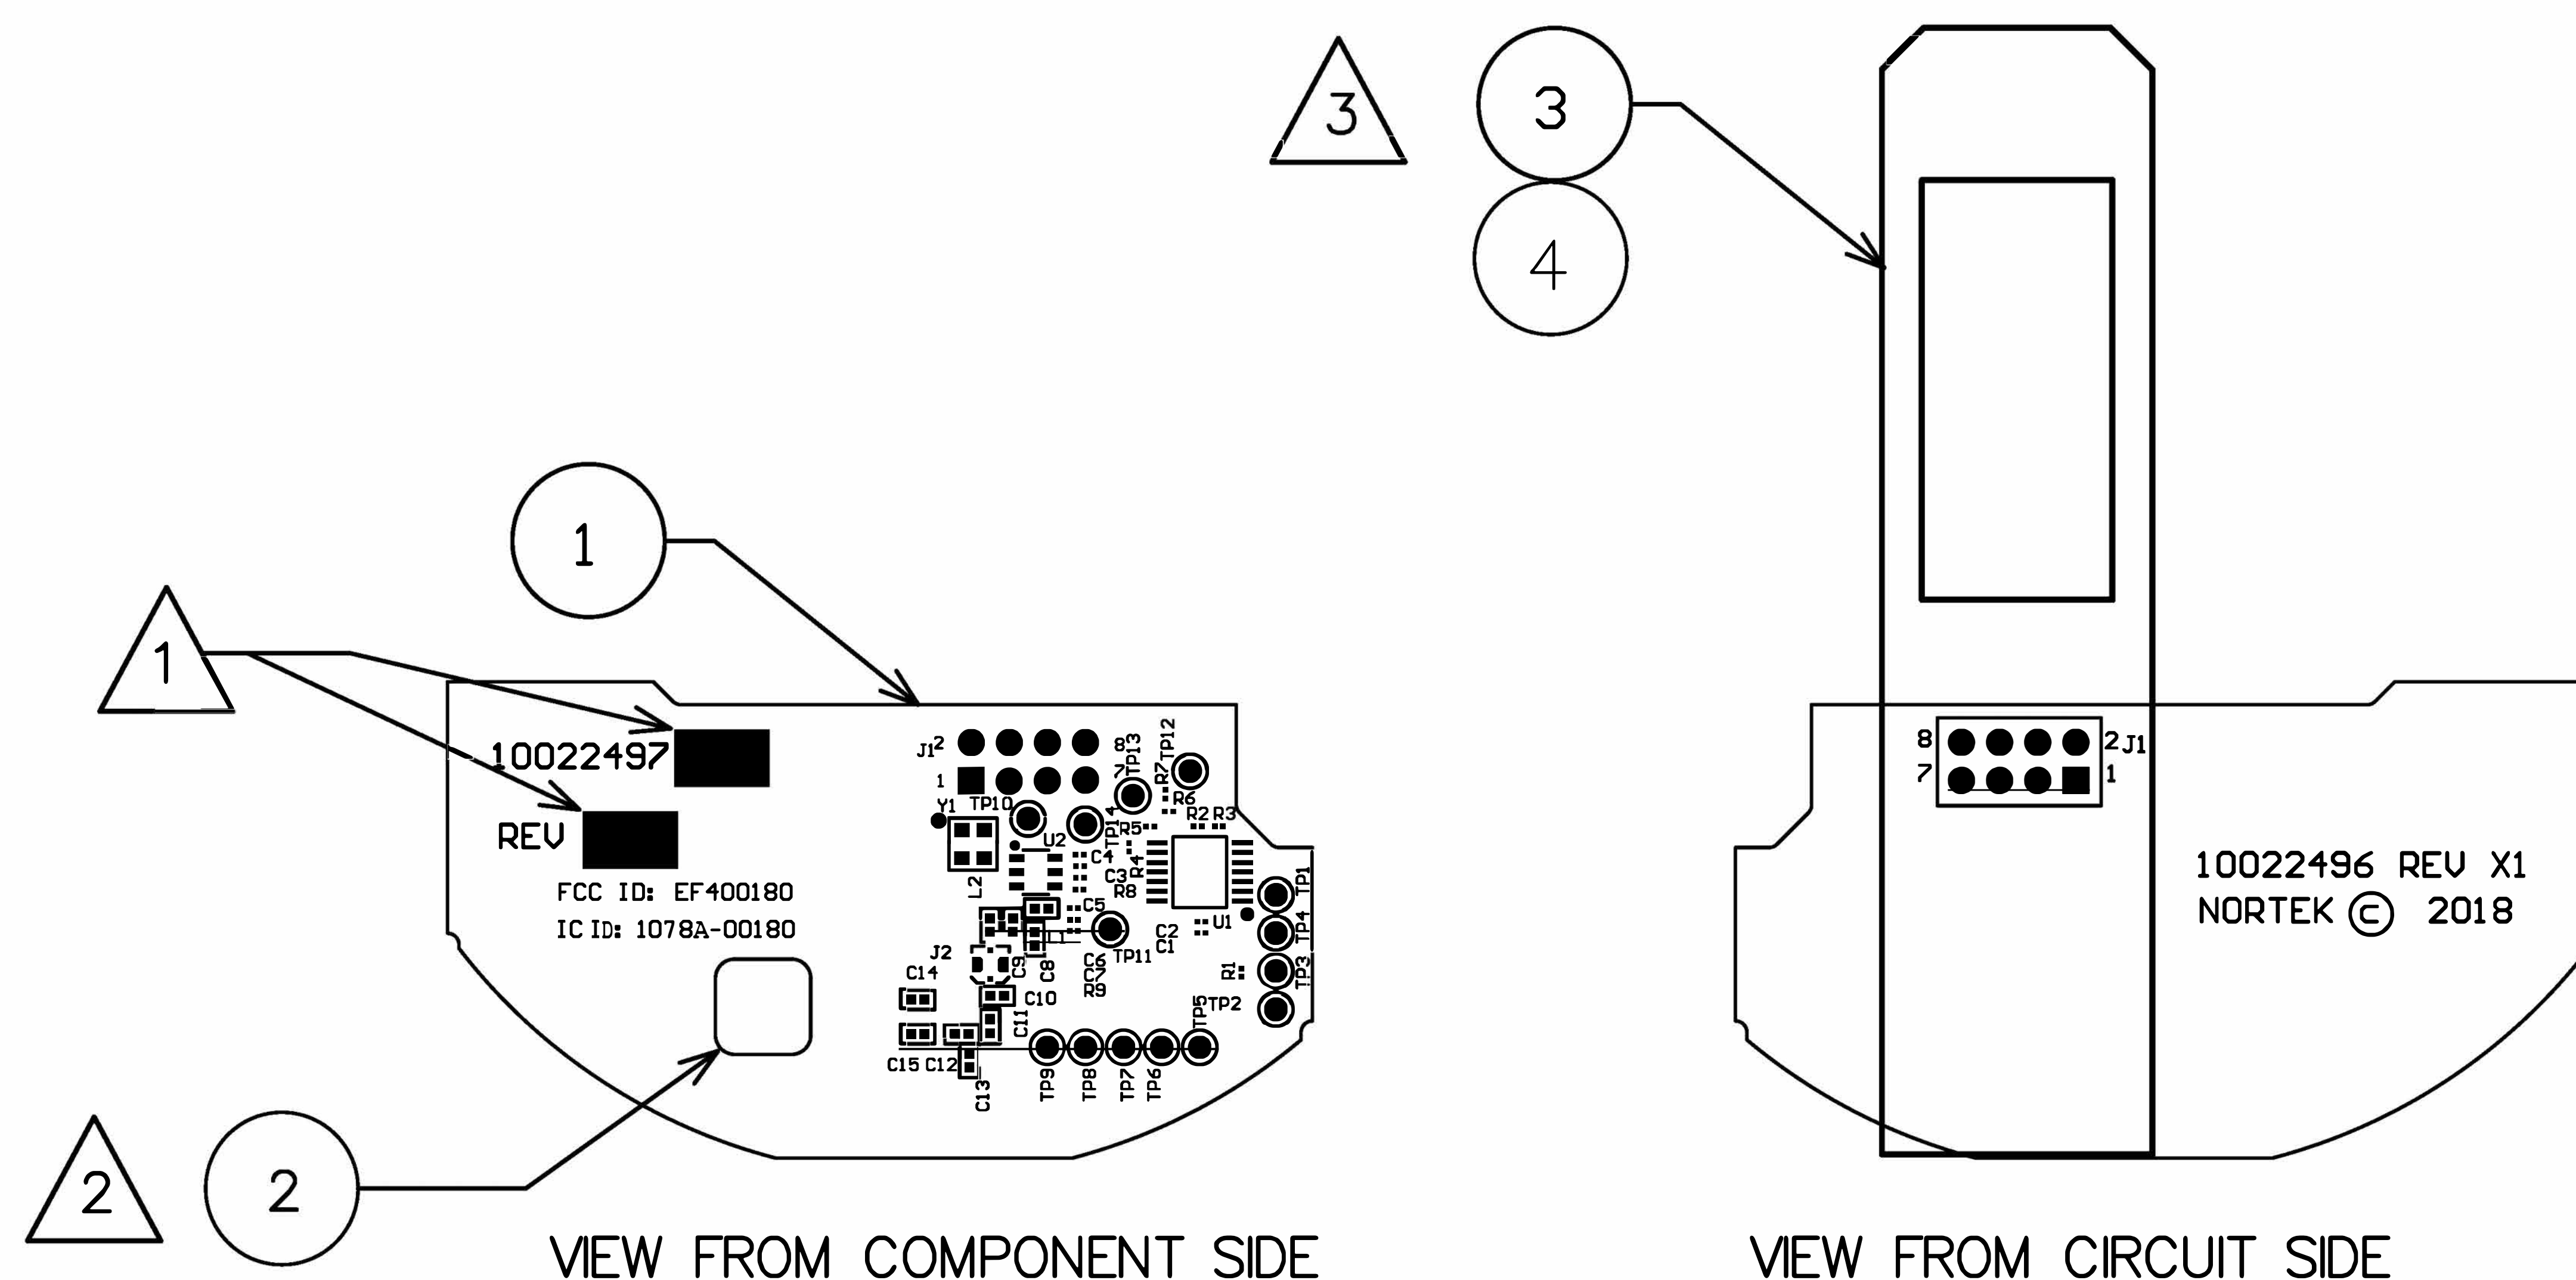 3
3
4
1
1
10022497
REV
FCC ID: EF400180
IC ID: 1078A-00180
2
2
J1
2
8
1
7
TP13
TP12
R7
R6
Y1
TP10
TP14
R5
R2 R3
U2
R4
C4
C3
R8
L2
C5
L1
TP11
C2
C1
U1
TP1
TP4
TP3
R1
TP2
J2
C9
C8
C6
C7
R9
C14
C10
C11
TP5
C15
C12
C13
TP9
TP8
TP7
TP6
VIEW FROM COMPONENT SIDE
8
2
J1
7
1
10022496 REV X1
NORTEK © 2018
VIEW FROM CIRCUIT SIDE